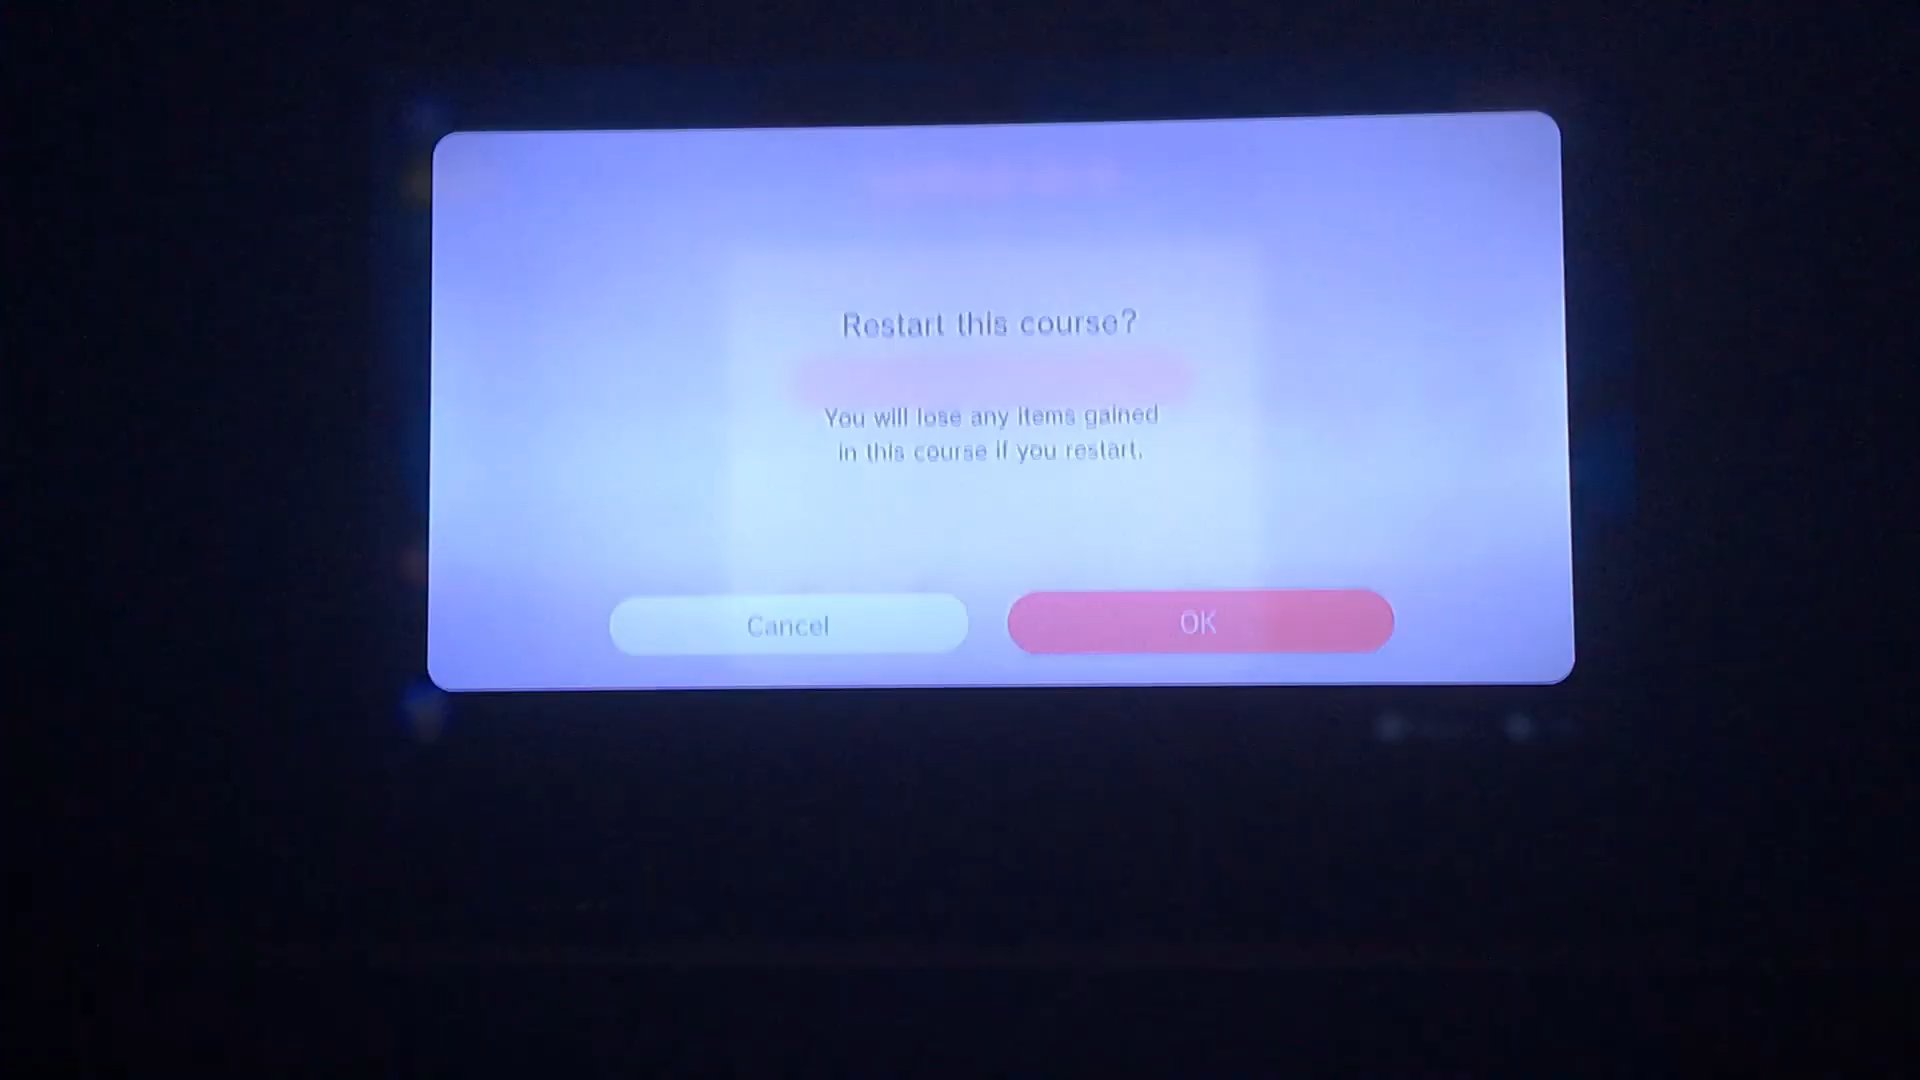 Restart this course?
You will lose any items gained
in this course if you restart.
Cancel
OK